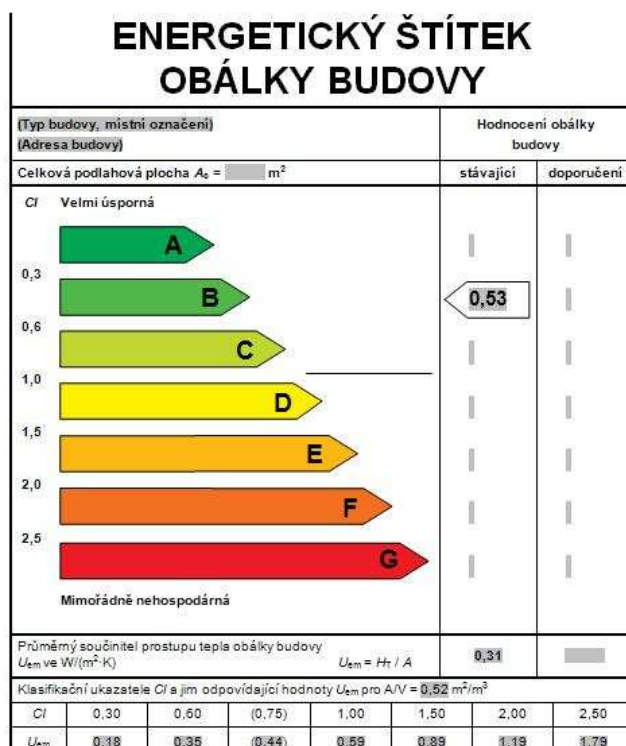 ENERGETICKÝ ŠTÍTEK
OBÁLKY BUDOVY
(Typ budovy, místní označení)
(Adresa budovy)
Hodnocení obálky
budovy
Celková podlahová plocha Ac = m²
stávající
doporučení
CI Velmi úsporná
A
0,3
B
0,53
0,6
C
1,0
D
1,5
E
2,0
F
2,5
G
Mimořádně nehospodárná
Průměrný součinitel prostupu tepla obálky budovy
Uem ve W/(m²·K) Uem = HT / A
0,31
Klasifikační ukazatele CI a jim odpovídající hodnoty Uem pro A/V = 0,52 m²/m³
CI 0,30 0,60 (0,75) 1,00 1,50 2,00 2,50
Uem 0,18 0,35 (0,44) 0,59 0,89 1,19 1,79